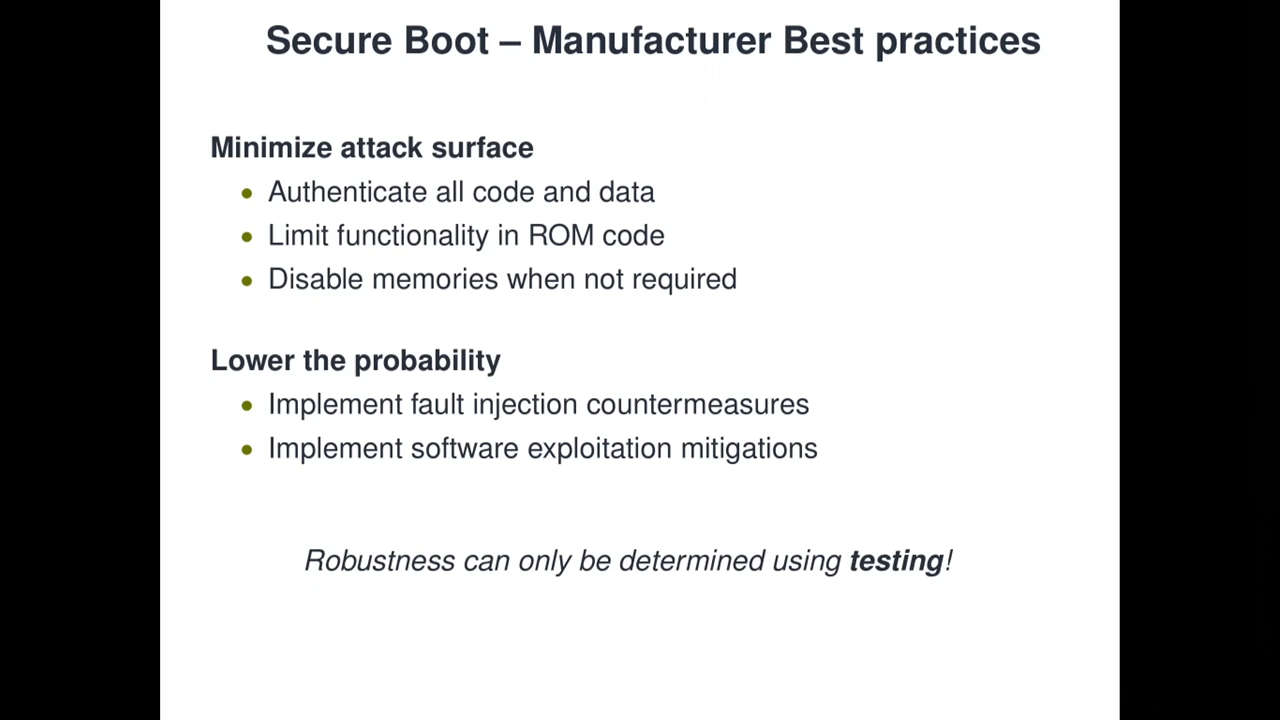 Secure Boot – Manufacturer Best practices
Minimize attack surface
• Authenticate all code and data
• Limit functionality in ROM code
• Disable memories when not required
Lower the probability
• Implement fault injection countermeasures
• Implement software exploitation mitigations
Robustness can only be determined using testing!